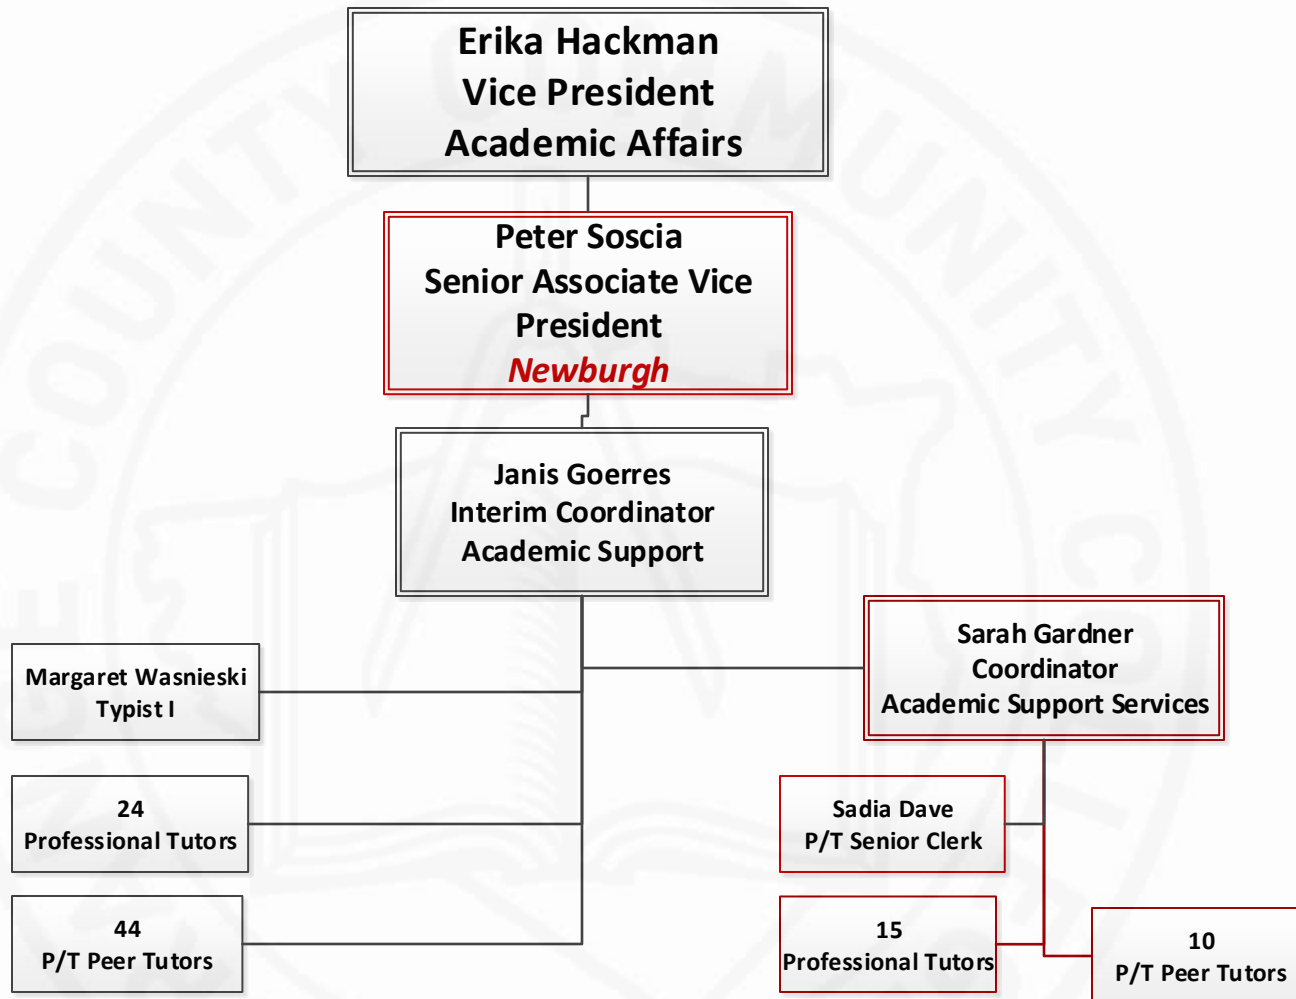 Erika Hackman
Vice President
Academic Affairs
Peter Soscia
Senior Associate Vice
President
Newburgh
Janis Goerres
Interim Coordinator
Academic Support
Sarah Gardner
Coordinator
Academic Support Services
Margaret Wasnieski
Typist I
24
Professional Tutors
44
P/T Peer Tutors
Sadia Dave
P/T Senior Clerk
15
Professional Tutors
10
P/T Peer Tutors
COUNTY COMMUNITY